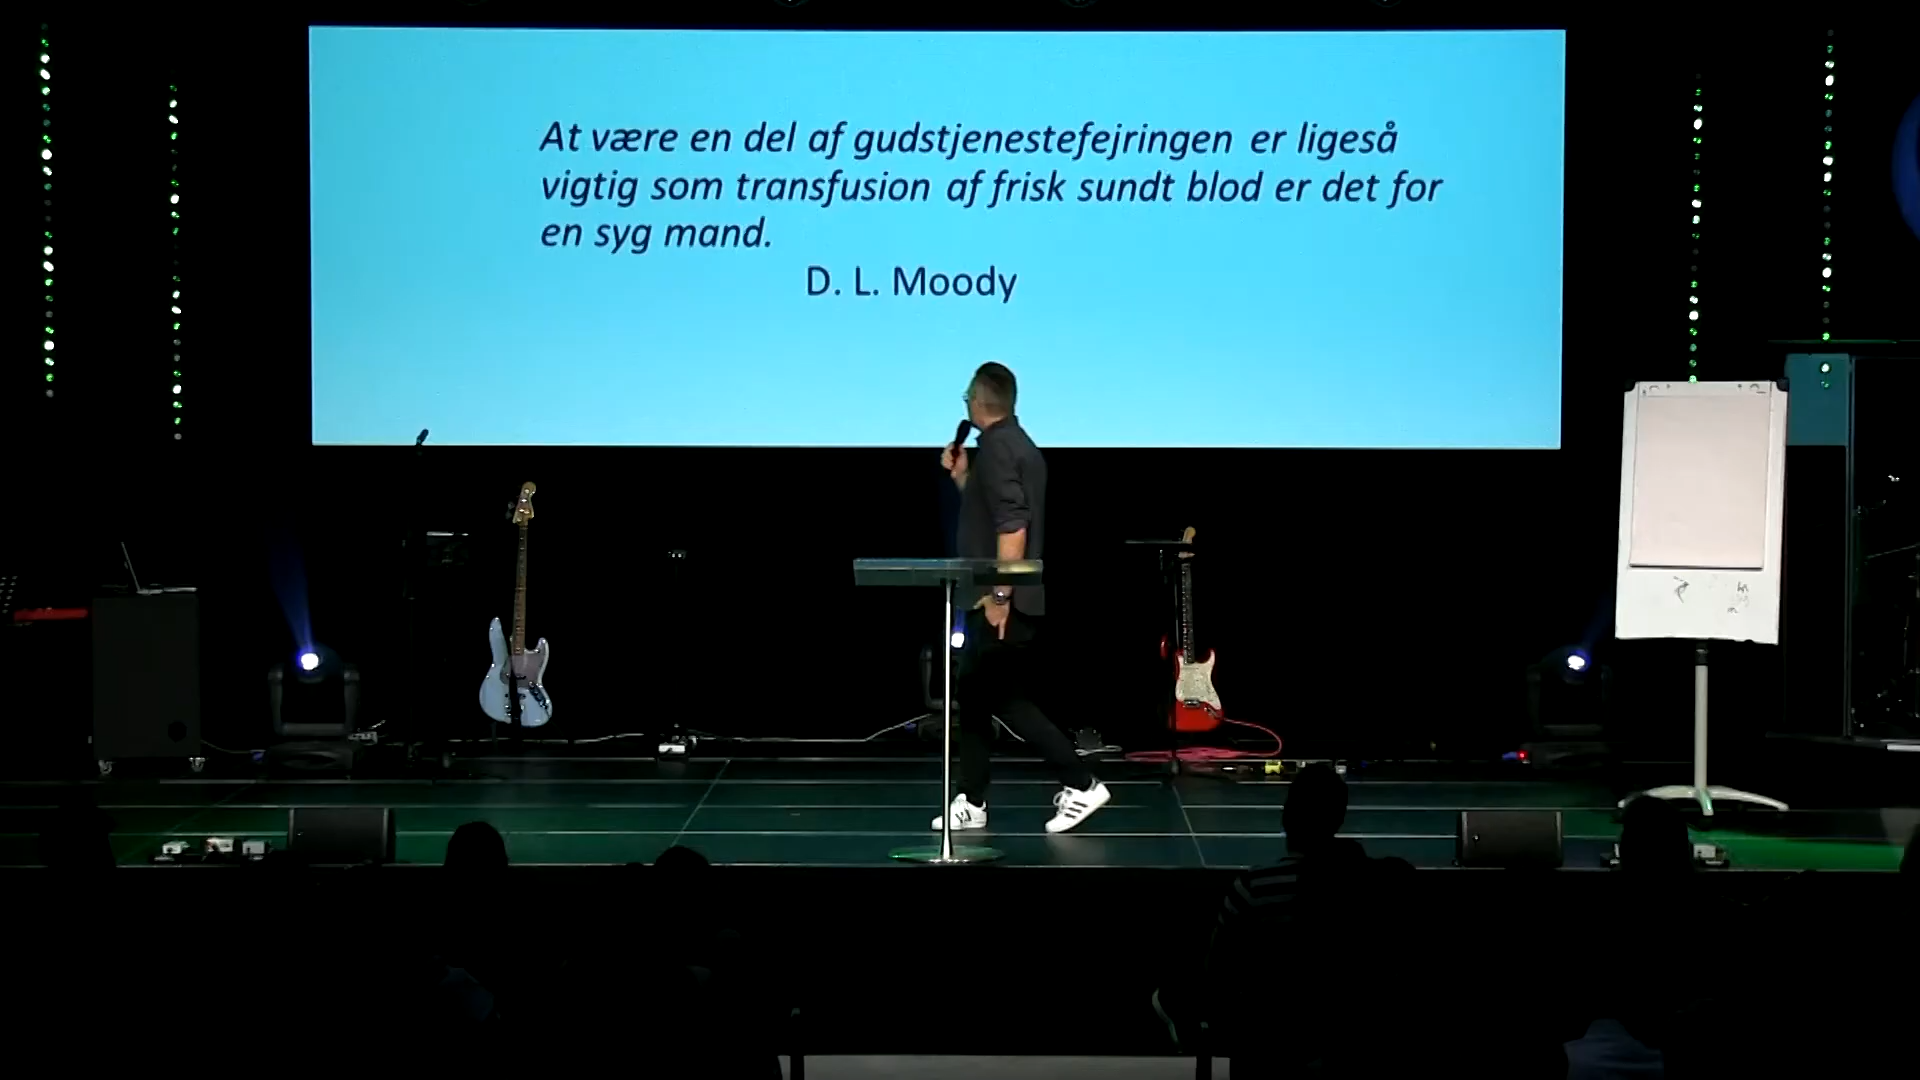 At være en del af gudstjenestefejringen er ligeså
vigtig som transfusion af frisk sundt blod er det for
en syg mand.
D. L. Moody